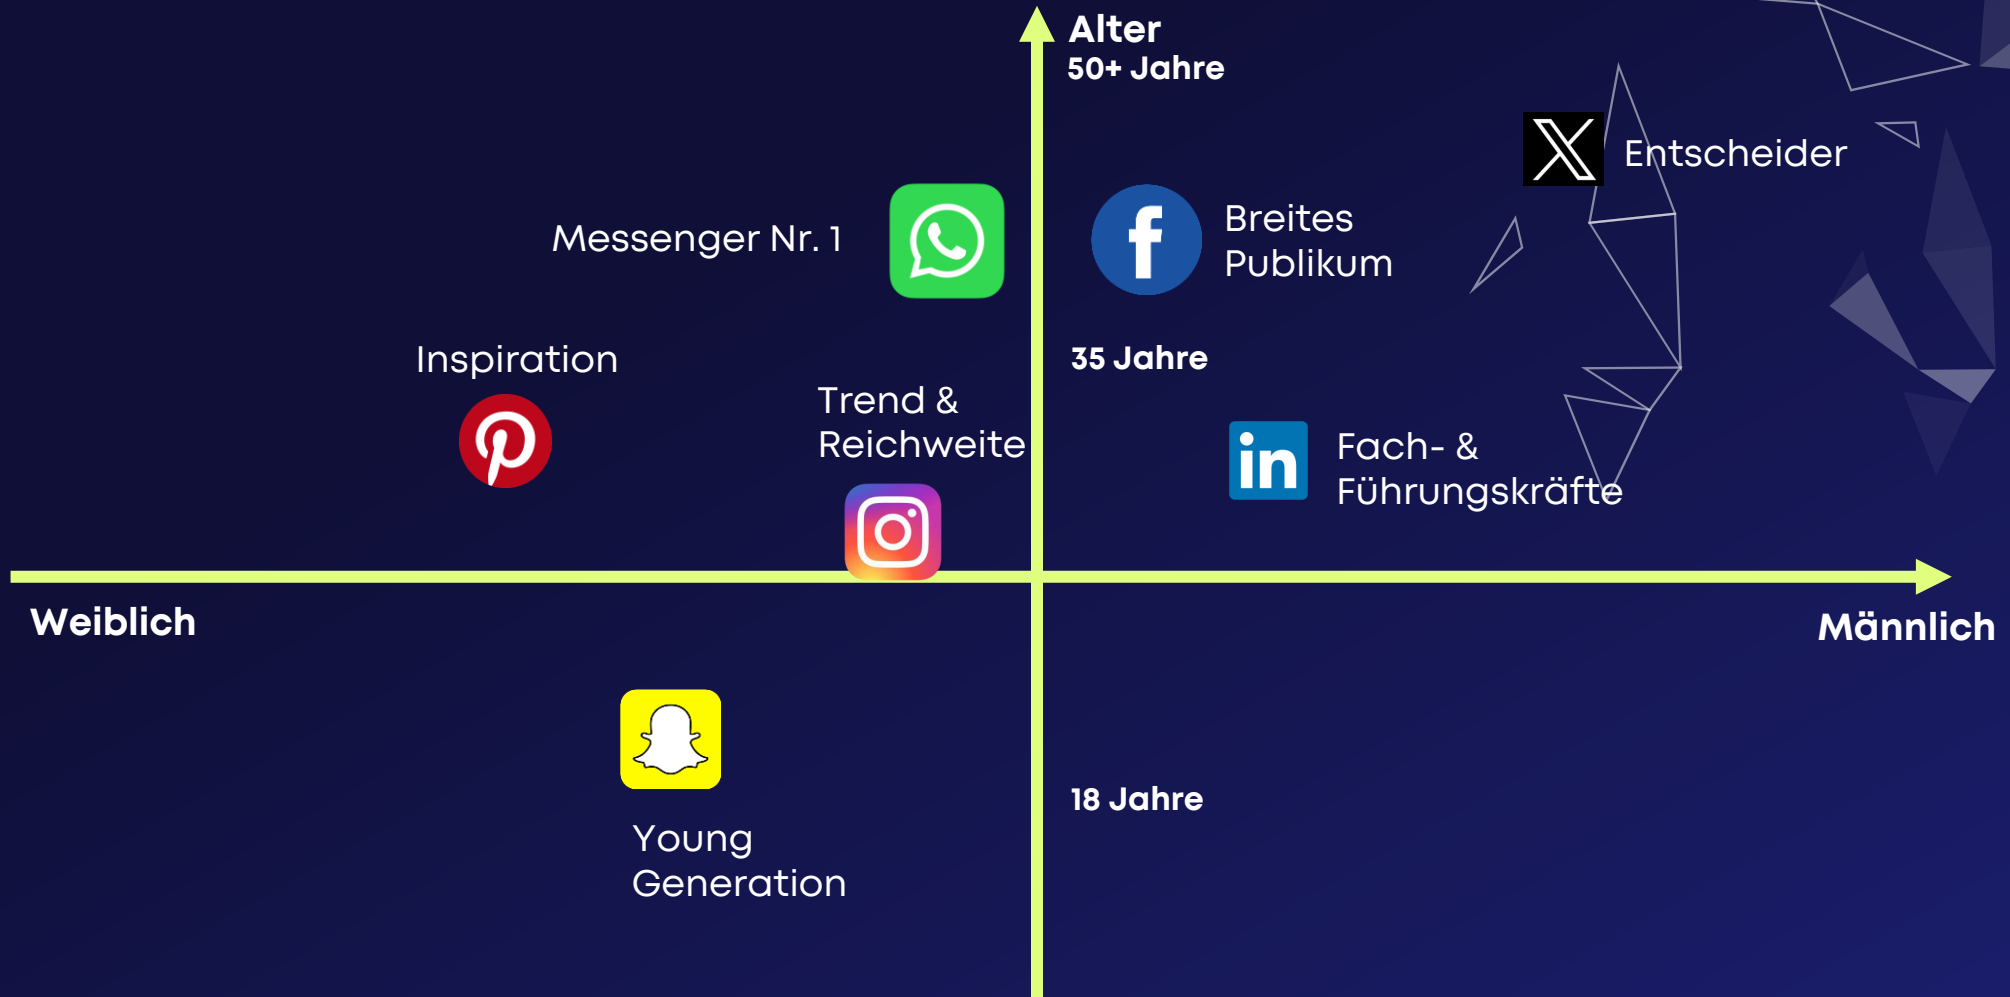 Alter
50+ Jahre
Entscheider
Messenger Nr. 1
Breites
Publikum
Inspiration
35 Jahre
Trend &
Reichweite
in
Fach- &
Führungskräfte
Weiblich
Männlich
18 Jahre
Young
Generation